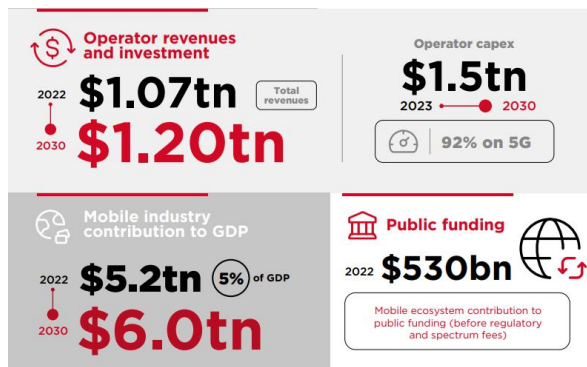 Operator revenues
and investment
2022 $1.07tn
Total
revenues
2030 $1.20tn
Operator capex
$1.5tn
2023 2030
92% on 5G
Mobile industry
contribution to GDP
2022 $5.2tn 5% of GDP
2030 $6.0tn
Public funding
2022 $530bn
Mobile ecosystem contribution to
public funding (before regulatory
and spectrum fees)